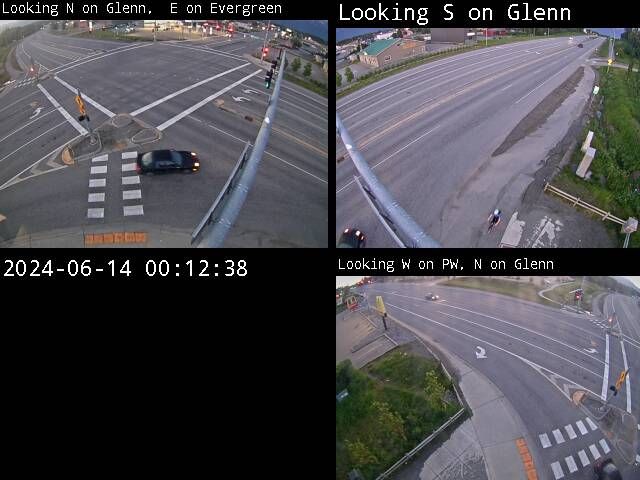 Looking N on Glenn,  E on Evergreen
Looking S on Glenn
2024-06-14 00:12:38
Looking W on PW, N on Glenn